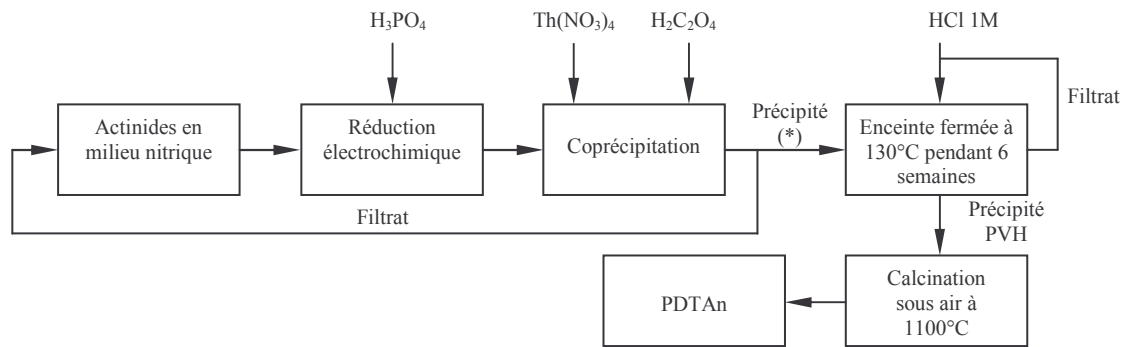 H₃PO₄
Th(NO₃)₄
H₂C₂O₄
HCl 1M
Actinides en
milieu nitrique
Réduction
électrochimique
Coprécipitation
Précipité
(*)
Enceinte fermée à
130°C pendant 6
semaines
Filtrat
Filtrat
Précipité
PVH
PDTAn
Calcination
sous air à
1100°C